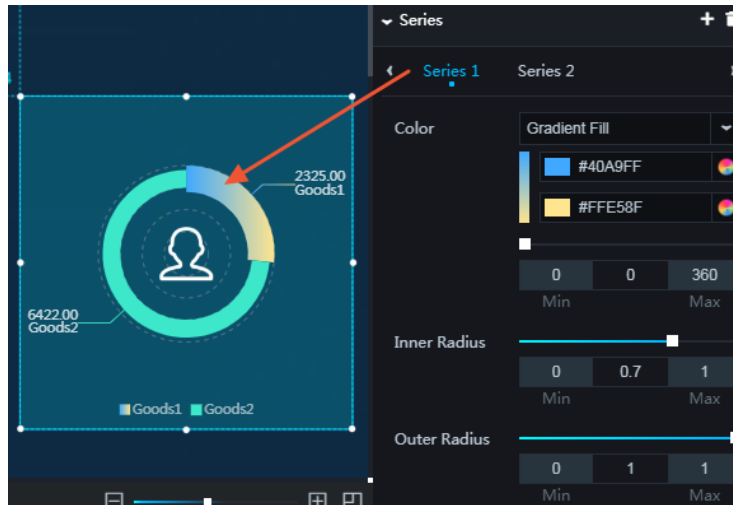 Series
Series 1 Series 2
Color Gradient Fill
#40A9FF
#FFE58F
0 0 360
Min Max
Inner Radius
0 0.7 1
Min Max
Outer Radius
0 1 1
Min Max
2325.00
Goods1
6422.00
Goods2
Goods1 Goods2